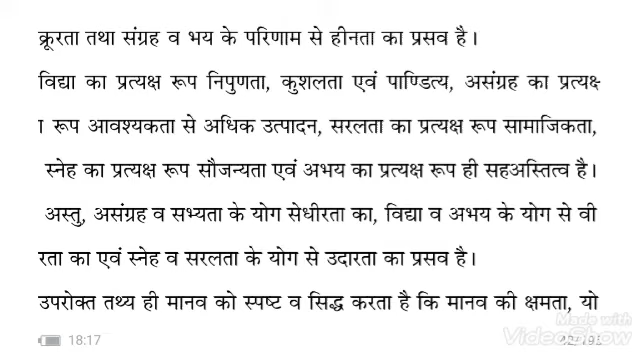 क्रूरता तथा संग्रह व भय के परिणाम से हीनता का प्रसव है।
विद्या का प्रत्यक्ष रूप निपुणता, कुशलता एवं पाण्डित्य, असंग्रह का प्रत्यक्ष
ा रूप आवश्यकता से अधिक उत्पादन, सरलता का प्रत्यक्ष रूप सामाजिकता,
स्नेह का प्रत्यक्ष रूप सौजन्यता एवं अभय का प्रत्यक्ष रूप ही सहअस्तित्व है।
अस्तु, असंग्रह व सभ्यता के योग सेधीरता का, विद्या व अभय के योग से वी
रता का एवं स्नेह व सरलता के योग से उदारता का प्रसव है।
उपरोक्त तथ्य ही मानव को स्पष्ट व सिद्ध करता है कि मानव की क्षमता, यो
18:17
Made with
VideoShow